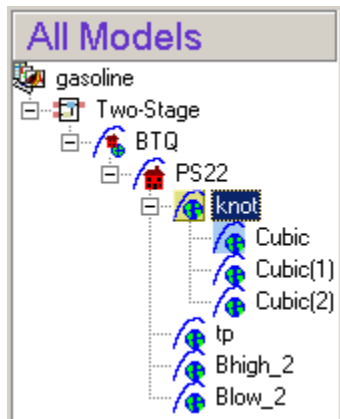 All Models
gasoline
Two-Stage
BTQ
PS22
knot
Cubic
Cubic(1)
Cubic(2)
tp
Bhigh_2
Blow_2